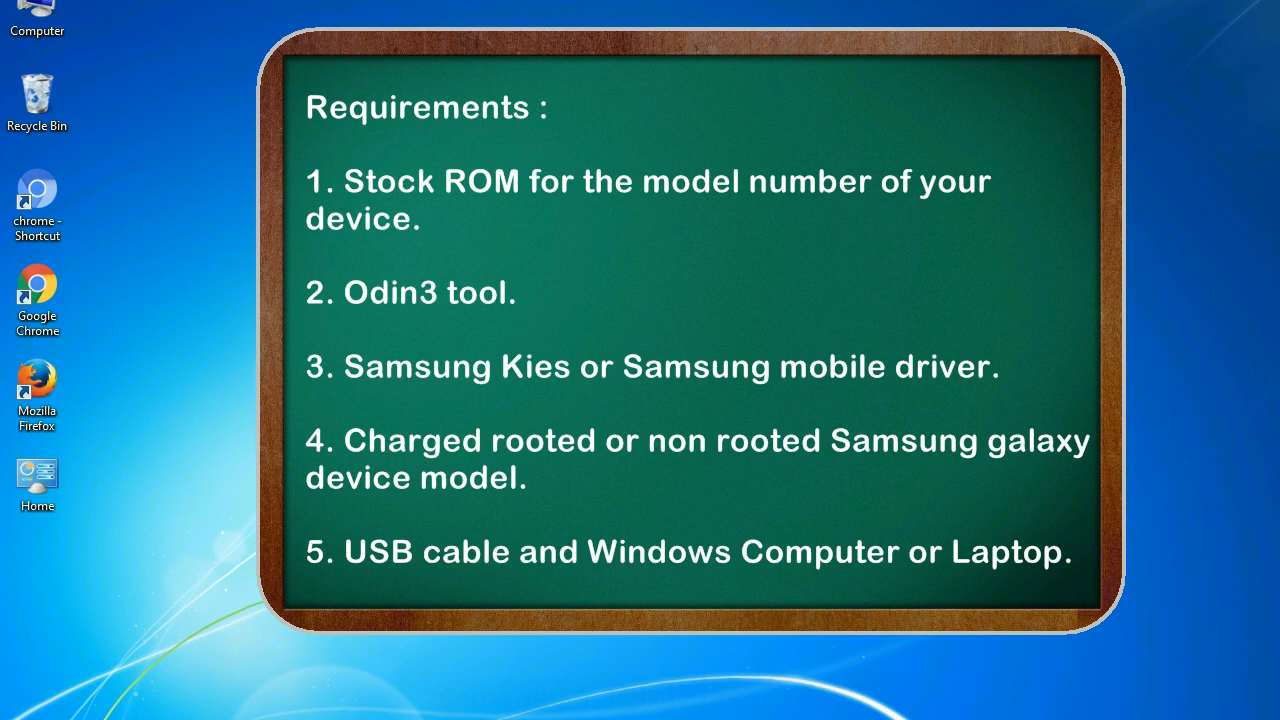 Computer
Recycle Bin
chrome -
Shortcut
Google
Chrome
Mozilla
Firefox
Home
Requirements :
1. Stock ROM for the model number of your
device.
2. Odin3 tool.
3. Samsung Kies or Samsung mobile driver.
4. Charged rooted or non rooted Samsung galaxy
device model.
5. USB cable and Windows Computer or Laptop.